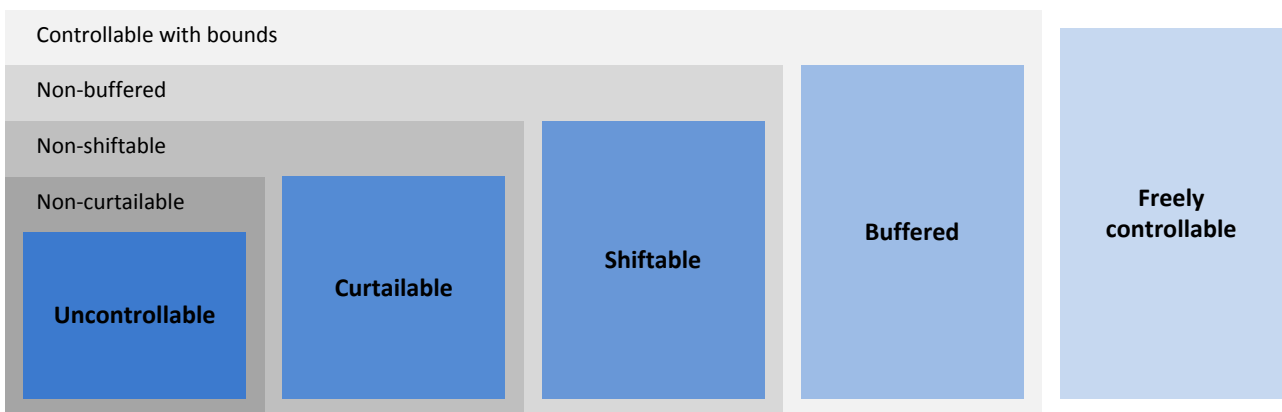 Controllable with bounds
Non-buffered
Non-shiftable
Non-curtailable
Uncontrollable
Curtailable
Shiftable
Buffered
Freely
controllable